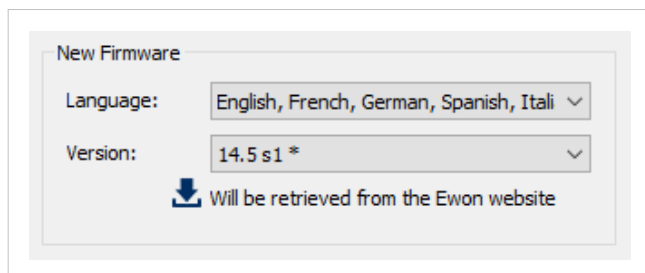 New Firmware
Language: English, French, German, Spanish, Itali
Version: 14.5 s1 *
Will be retrieved from the Ewon website